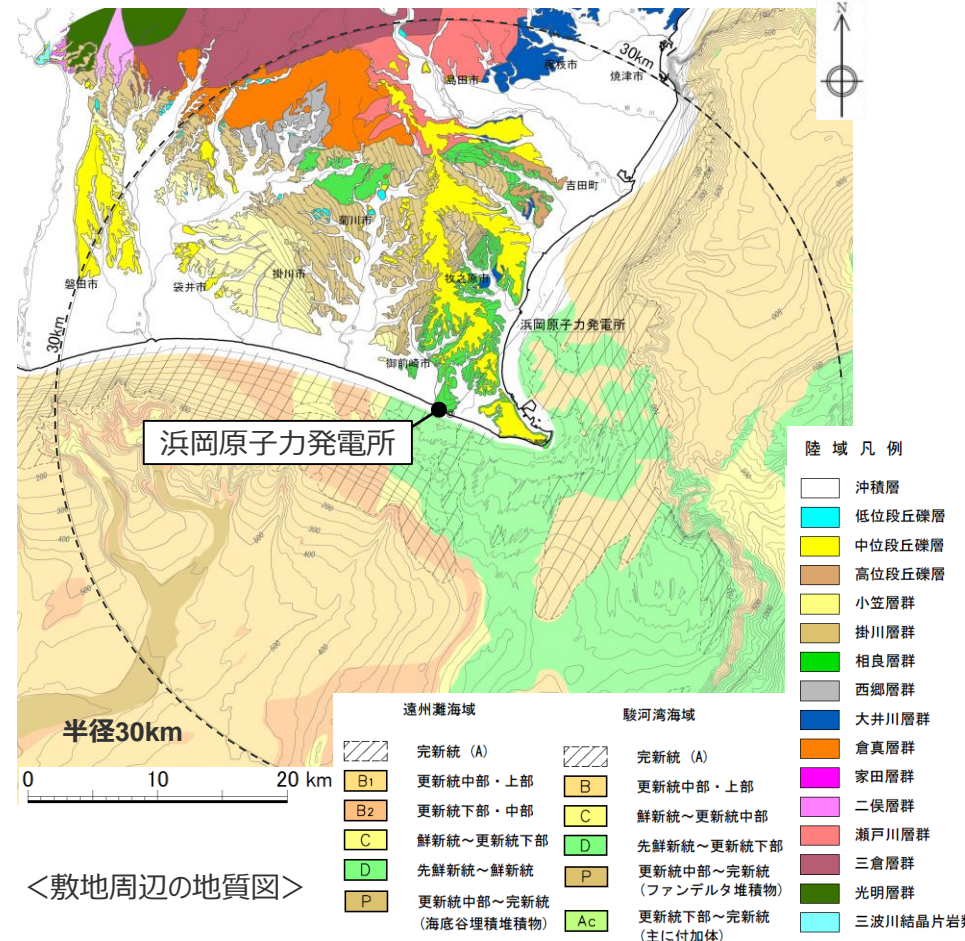 N
30km
藤枝市
焼津市
島田市
吉田町
菊川市
掛川市
牧之原市
磐田市
袋井市
30km
浜岡原子力発電所
御前崎市
浜岡原子力発電所
半径30km
0 10 20 km
<敷地周辺の地質図>
遠州灘海域
完新統 (A)
B1 更新統中部・上部
B2 更新統下部・中部
C 鮮新統～更新統下部
D 先鮮新統～鮮新統
P 更新統中部～完新統
(海底谷埋積堆積物)
駿河湾海域
完新統 (A)
B 更新統中部・上部
C 鮮新統～更新統中部
D 先鮮新統～更新統下部
P 更新統中部～完新統
(ファンデルタ堆積物)
Ac 更新統下部～完新統
(主に付加体)
陸域凡例
沖積層
低位段丘礫層
中位段丘礫層
高位段丘礫層
小笠層群
掛川層群
相良層群
西郷層群
大井川層群
倉真層群
家田層群
二俣層群
瀬戸川層群
三倉層群
光明層群
三波川結晶片岩類